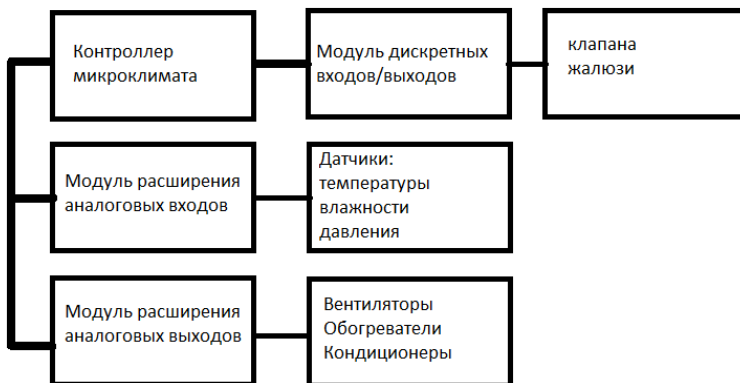 Контроллер
микроклимата
Модуль дискретных
входов/выходов
клапана
жалюзи
Модуль расширения
аналоговых входов
Датчики:
температуры
влажности
давления
Модуль расширения
аналоговых выходов
Вентиляторы
Обогреватели
Кондиционеры